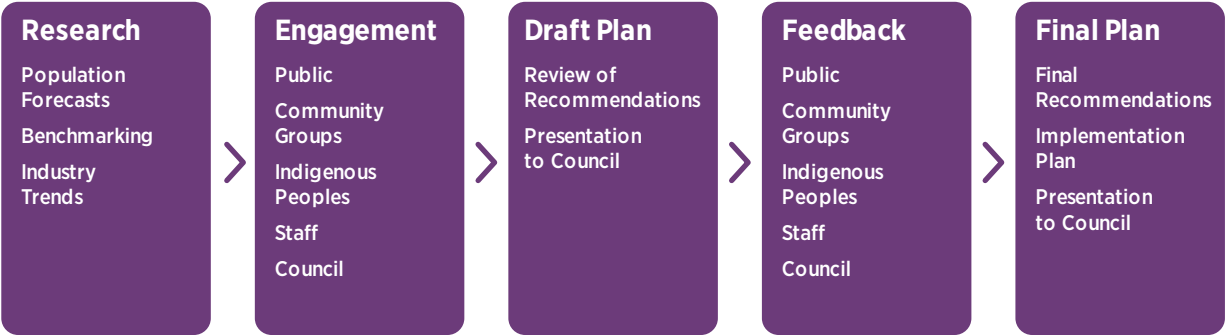 Research
Population
Forecasts
Benchmarking
Industry
Trends
Engagement
Public
Community
Groups
Indigenous
Peoples
Staff
Council
Draft Plan
Review of
Recommendations
Presentation
to Council
Feedback
Public
Community
Groups
Indigenous
Peoples
Staff
Council
Final Plan
Final
Recommendations
Implementation
Plan
Presentation
to Council